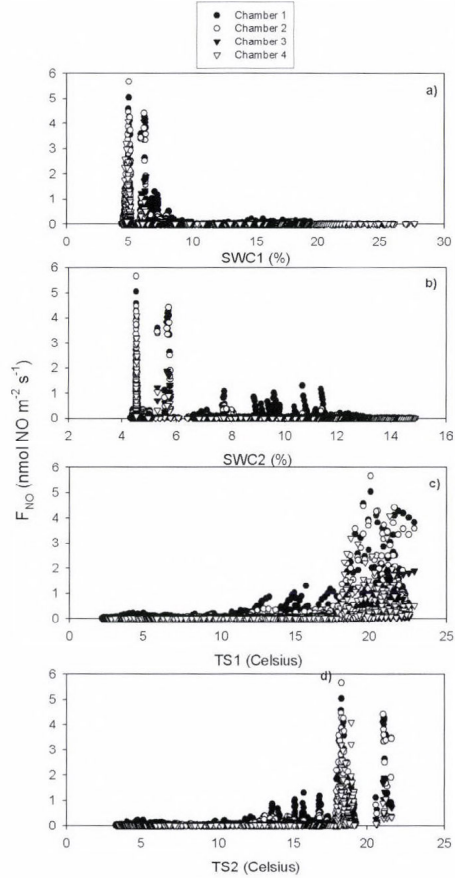 Chamber 1
Chamber 2
Chamber 3
Chamber 4
a)
6
5
4
3
2
1
0
0 5 10 15 20 25 30
SWC1 (%)
b)
6
5
4
3
2
1
0
2 4 6 8 10 12 14 16
SWC2 (%)
F_NO (nmol NO m⁻² s⁻¹)
c)
6
5
4
3
2
1
0
0 5 10 15 20 25
TS1 (Celsius)
d)
6
5
4
3
2
1
0
0 5 10 15 20 25
TS2 (Celsius)